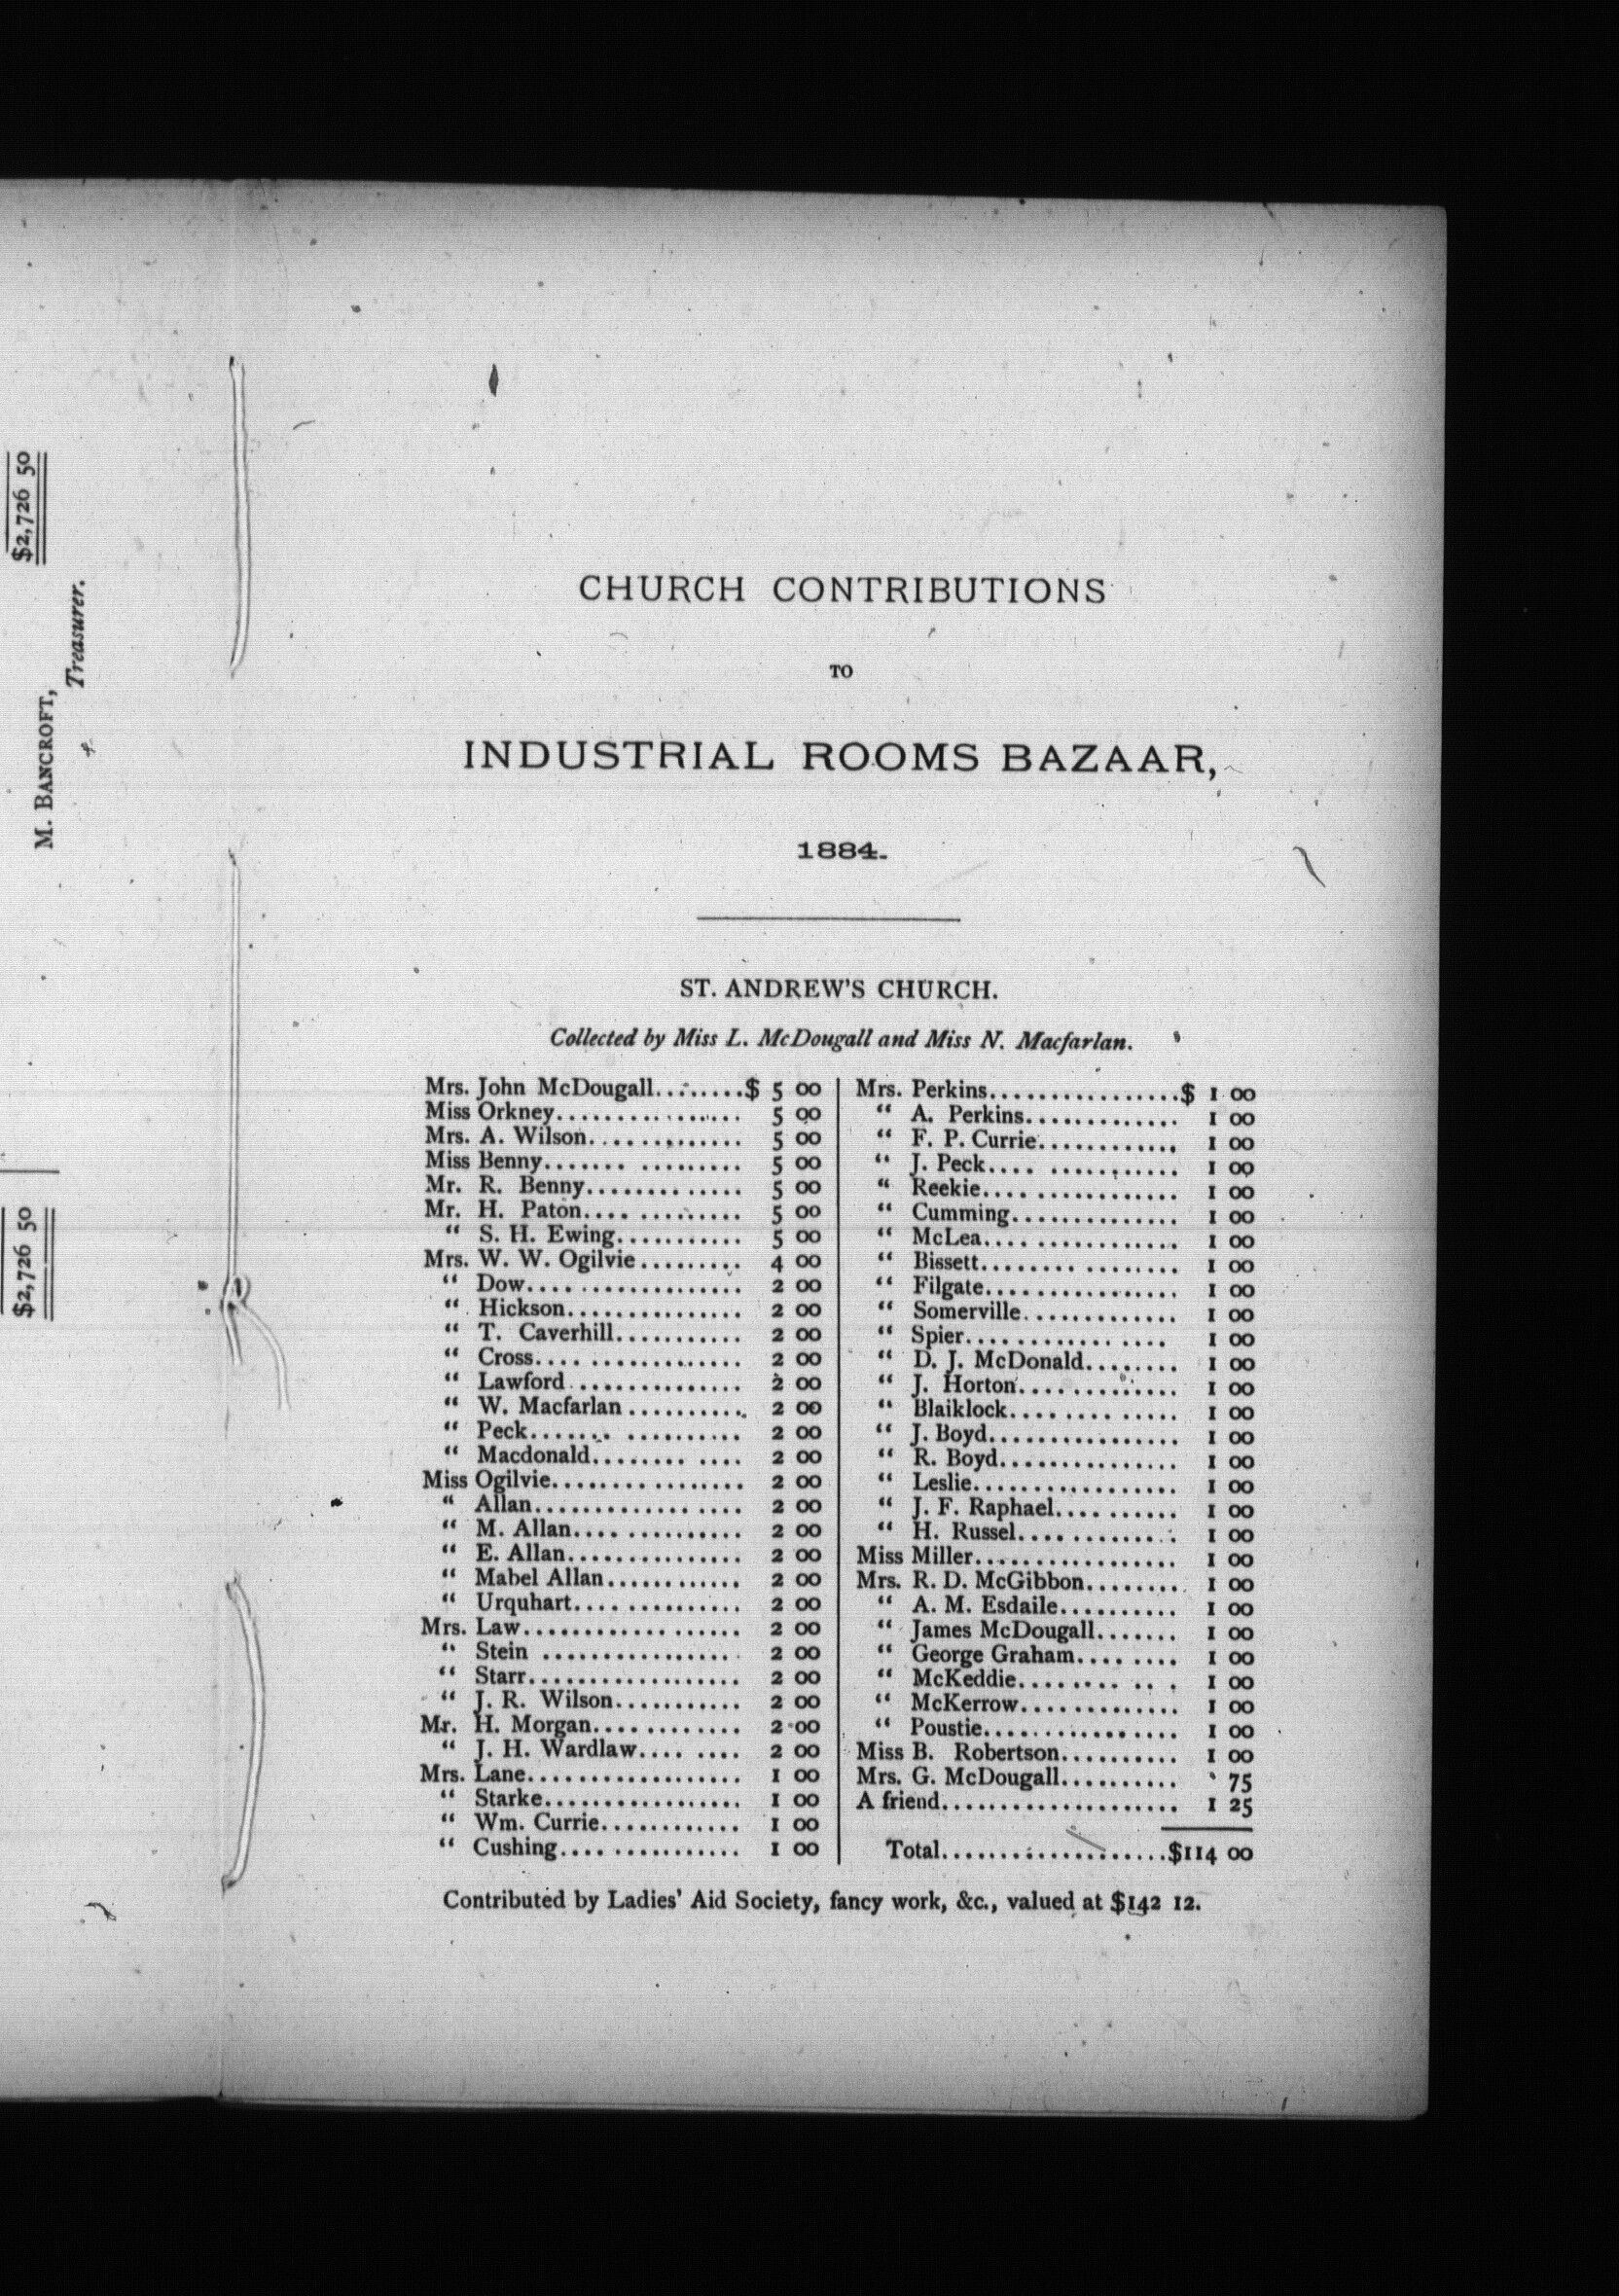 $2,726 50
M. BANCROFT,
Treasurer.
$2,726 50
CHURCH CONTRIBUTIONS
TO
INDUSTRIAL ROOMS BAZAAR,
1884.
ST. ANDREW'S CHURCH.
Collected by Miss L. McDougall and Miss N. Macfarlan.
Mrs. John McDougall........$ 5 00
Miss Orkney............... 5 00
Mrs. A. Wilson............. 5 00
Miss Benny....... ......... 5 00
Mr. R. Benny............. 5 00
Mr. H. Paton.... ......... 5 00
“ S. H. Ewing........... 5 00
Mrs. W. W. Ogilvie......... 4 00
“ Dow.................. 2 00
“ Hickson............... 2 00
“ T. Caverhill........... 2 00
“ Cross.... .............. 2 00
“ Lawford............... 2 00
“ W. Macfarlan.......... 2 00
“ Peck....... .......... 2 00
“ Macdonald........ .... 2 00
Miss Ogilvie................ 2 00
“ Allan.............. .... 2 00
“ M. Allan.... .......... 2 00
“ E. Allan............... 2 00
“ Mabel Allan............ 2 00
“ Urquhart.... .......... 2 00
Mrs. Law.................. 2 00
“ Stein ................ 2 00
“ Starr.................. 2 00
“ J. R. Wilson........... 2 00
Mr. H. Morgan............. 2 00
“ J. H. Wardlaw.... .... 2 00
Mrs. Lane.................. 1 00
“ Starke................. 1 00
“ Wm. Currie............ 1 00
“ Cushing.... ........... 1 00
Mrs. Perkins................$ 1 00
“ A. Perkins............. 1 00
“ F. P. Currie............ 1 00
“ J. Peck.... ........... 1 00
“ Reekie.... ............ 1 00
“ Cumming.............. 1 00
“ McLea.... ............ 1 00
“ Bissett........ ........ 1 00
“ Filgate................ 1 00
“ Somerville............. 1 00
“ Spier............ .... 1 00
“ D. J. McDonald........ 1 00
“ J. Horton............. 1 00
“ Blaiklock........ ..... 1 00
“ J. Boyd................ 1 00
“ R. Boyd............... 1 00
“ Leslie................. 1 00
“ J. F. Raphael.......... 1 00
“ H. Russel............. 1 00
Miss Miller................. 1 00
Mrs. R. D. McGibbon........ 1 00
“ A. M. Esdaile.......... 1 00
“ James McDougall....... 1 00
“ George Graham.... .... 1 00
“ McKeddie........ .. . 1 00
“ McKerrow............. 1 00
“ Poustie................ 1 00
Miss B. Robertson.......... 1 00
Mrs. G. McDougall.......... 75
A friend.................... 1 25
Total....................$114 00
Contributed by Ladies' Aid Society, fancy work, &c., valued at $142 12.